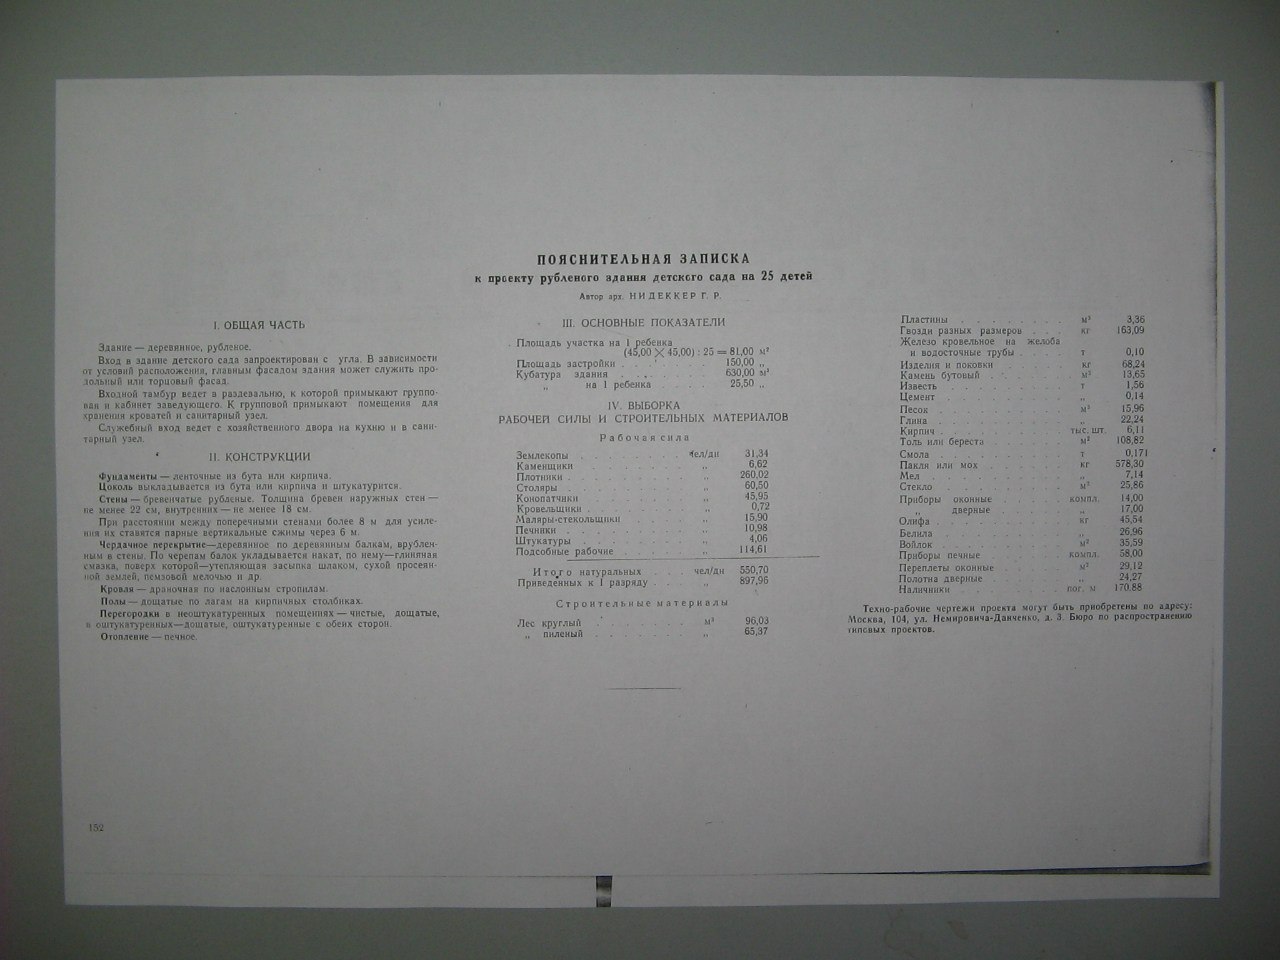 ПОЯСНИТЕЛЬНАЯ ЗАПИСКА
к проекту рубленого здания детского сада на 25 детей
Автор арх. НИДЕККЕР Г. Р.
I. ОБЩАЯ ЧАСТЬ
Здание — деревянное, рубленое.
Вход в здание детского сада запроектирован с угла. В зависимости
от условий расположения, главным фасадом здания может служить про-
дольный или торцовый фасад.
Входной тамбур ведет в раздевальню, к которой примыкают группо-
вая и кабинет заведующего. К групповой примыкают помещения для
хранения кроватей и санитарный узел.
Служебный вход ведет с хозяйственного двора на кухню и в сани-
тарный узел.
II. КОНСТРУКЦИИ
Фундаменты — ленточные из бута или кирпича.
Цоколь выкладывается из бута или кирпича и штукатурится.
Стены — бревенчатые рубленые. Толщина бревен наружных стен —
не менее 22 см, внутренних — не менее 18 см.
При расстоянии между поперечными стенами более 8 м для усиле-
ния их ставятся парные вертикальные сжимы через 6 м.
Чердачное перекрытие—деревянное по деревянным балкам, врублен-
ным в стены. По черепам балок укладывается накат, по нему—глиняная
смазка, поверх которой—утепляющая засыпка шлаком, сухой просеян-
ной землей, пемзовой мелочью и др.
Кровля — драночная по наслонным стропилам.
Полы — дощатые по лагам на кирпичных столбиках.
Перегородки в неоштукатуренных помещениях — чистые, дощатые,
в оштукатуренных—дощатые, оштукатуренные с обеих сторон.
Отопление — печное.
152
III. ОСНОВНЫЕ ПОКАЗАТЕЛИ
Площадь участка на 1 ребенка
(45,00 × 45,00) : 25 = 81,00 м²
Площадь застройки . . . . . . . 150,00 „
Кубатура здания . . . . . . 630,00 м³
„ на 1 ребенка . . . . . 25,50 „
IV. ВЫБОРКА
РАБОЧЕЙ СИЛЫ И СТРОИТЕЛЬНЫХ МАТЕРИАЛОВ
Рабочая сила
Землекопы . . . . . . . . чел/дн 31,34
Каменщики . . . . . . . . „ 6,62
Плотники . . . . . . . . „ 260,02
Столяры . . . . . . . . „ 60,50
Конопатчики . . . . . . . . „ 45,95
Кровельщики . . . . . . . . „ 0,72
Маляры-стекольщики . . . . . „ 15,90
Печники . . . . . . . . „ 10,98
Штукатуры . . . . . . . . „ 4,06
Подсобные рабочие . . . . . „ 114,61
Итого натуральных . . . чел/дн 550,70
Приведенных к 1 разряду . . . . „ 897,96
Строительные материалы
Лес круглый . . . . . . . м³ 96,03
„ пиленый . . . . . . . „ 65,37
Пластины . . . . . . . . м³ 3,36
Гвозди разных размеров . . . кг 163,09
Железо кровельное на желоба
и водосточные трубы . . . . т 0,10
Изделия и поковки . . . . . кг 68,24
Камень бутовый . . . . . . м³ 13,65
Известь . . . . . . . . т 1,56
Цемент . . . . . . . . „ 0,14
Песок . . . . . . . . м³ 15,96
Глина . . . . . . . . „ 22,24
Кирпич . . . . . . . . тыс. шт. 6,11
Толь или береста . . . . . м² 108,82
Смола . . . . . . . . т 0,171
Пакля или мох . . . . . . кг 578,30
Мел . . . . . . . . „ 7,14
Стекло . . . . . . . . м² 25,86
Приборы оконные . . . . . компл. 14,00
„ дверные . . . . . „ 17,00
Олифа . . . . . . . . кг 45,54
Белила . . . . . . . . „ 26,96
Войлок . . . . . . . . м² 35,59
Приборы печные . . . . . компл. 58,00
Переплеты оконные . . . . . м² 29,12
Полотна дверные . . . . . „ 24,27
Наличники . . . . . . . пог. м 170,88
Техно-рабочие чертежи проекта могут быть приобретены по адресу:
Москва, 104, ул. Немировича-Данченко, д. 3. Бюро по распространению
типовых проектов.